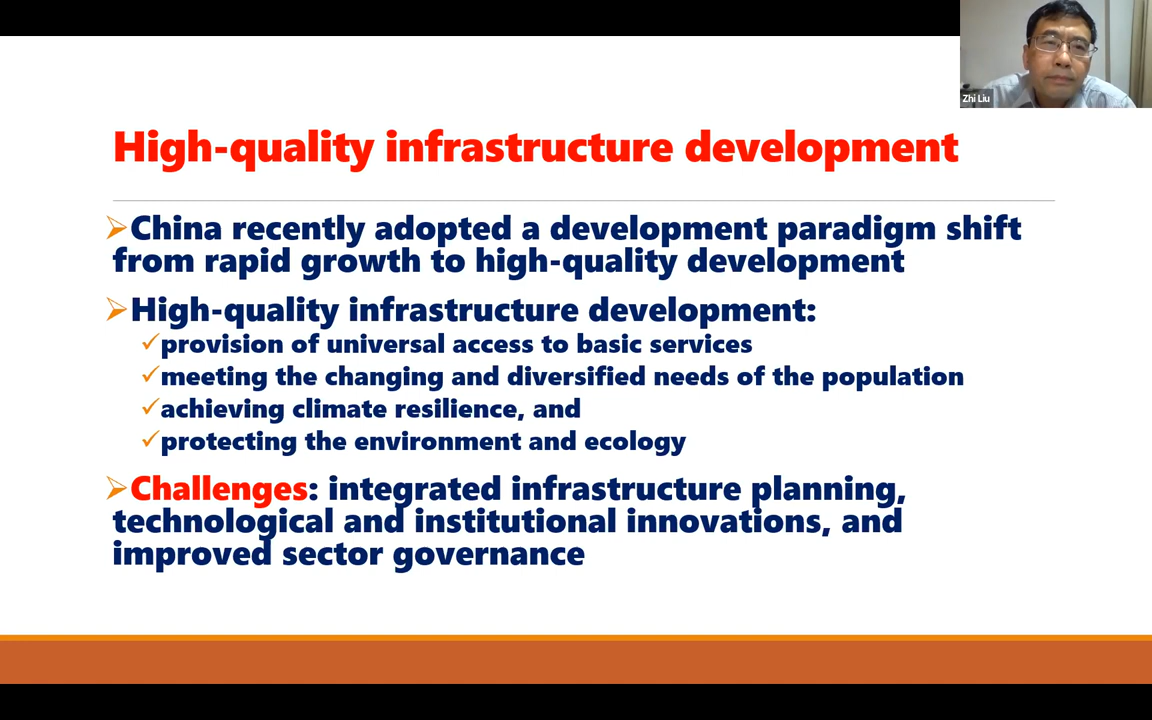 Zhi Liu
High-quality infrastructure development
China recently adopted a development paradigm shift
from rapid growth to high-quality development
High-quality infrastructure development:
provision of universal access to basic services
meeting the changing and diversified needs of the population
achieving climate resilience, and
protecting the environment and ecology
Challenges: integrated infrastructure planning,
technological and institutional innovations, and
improved sector governance